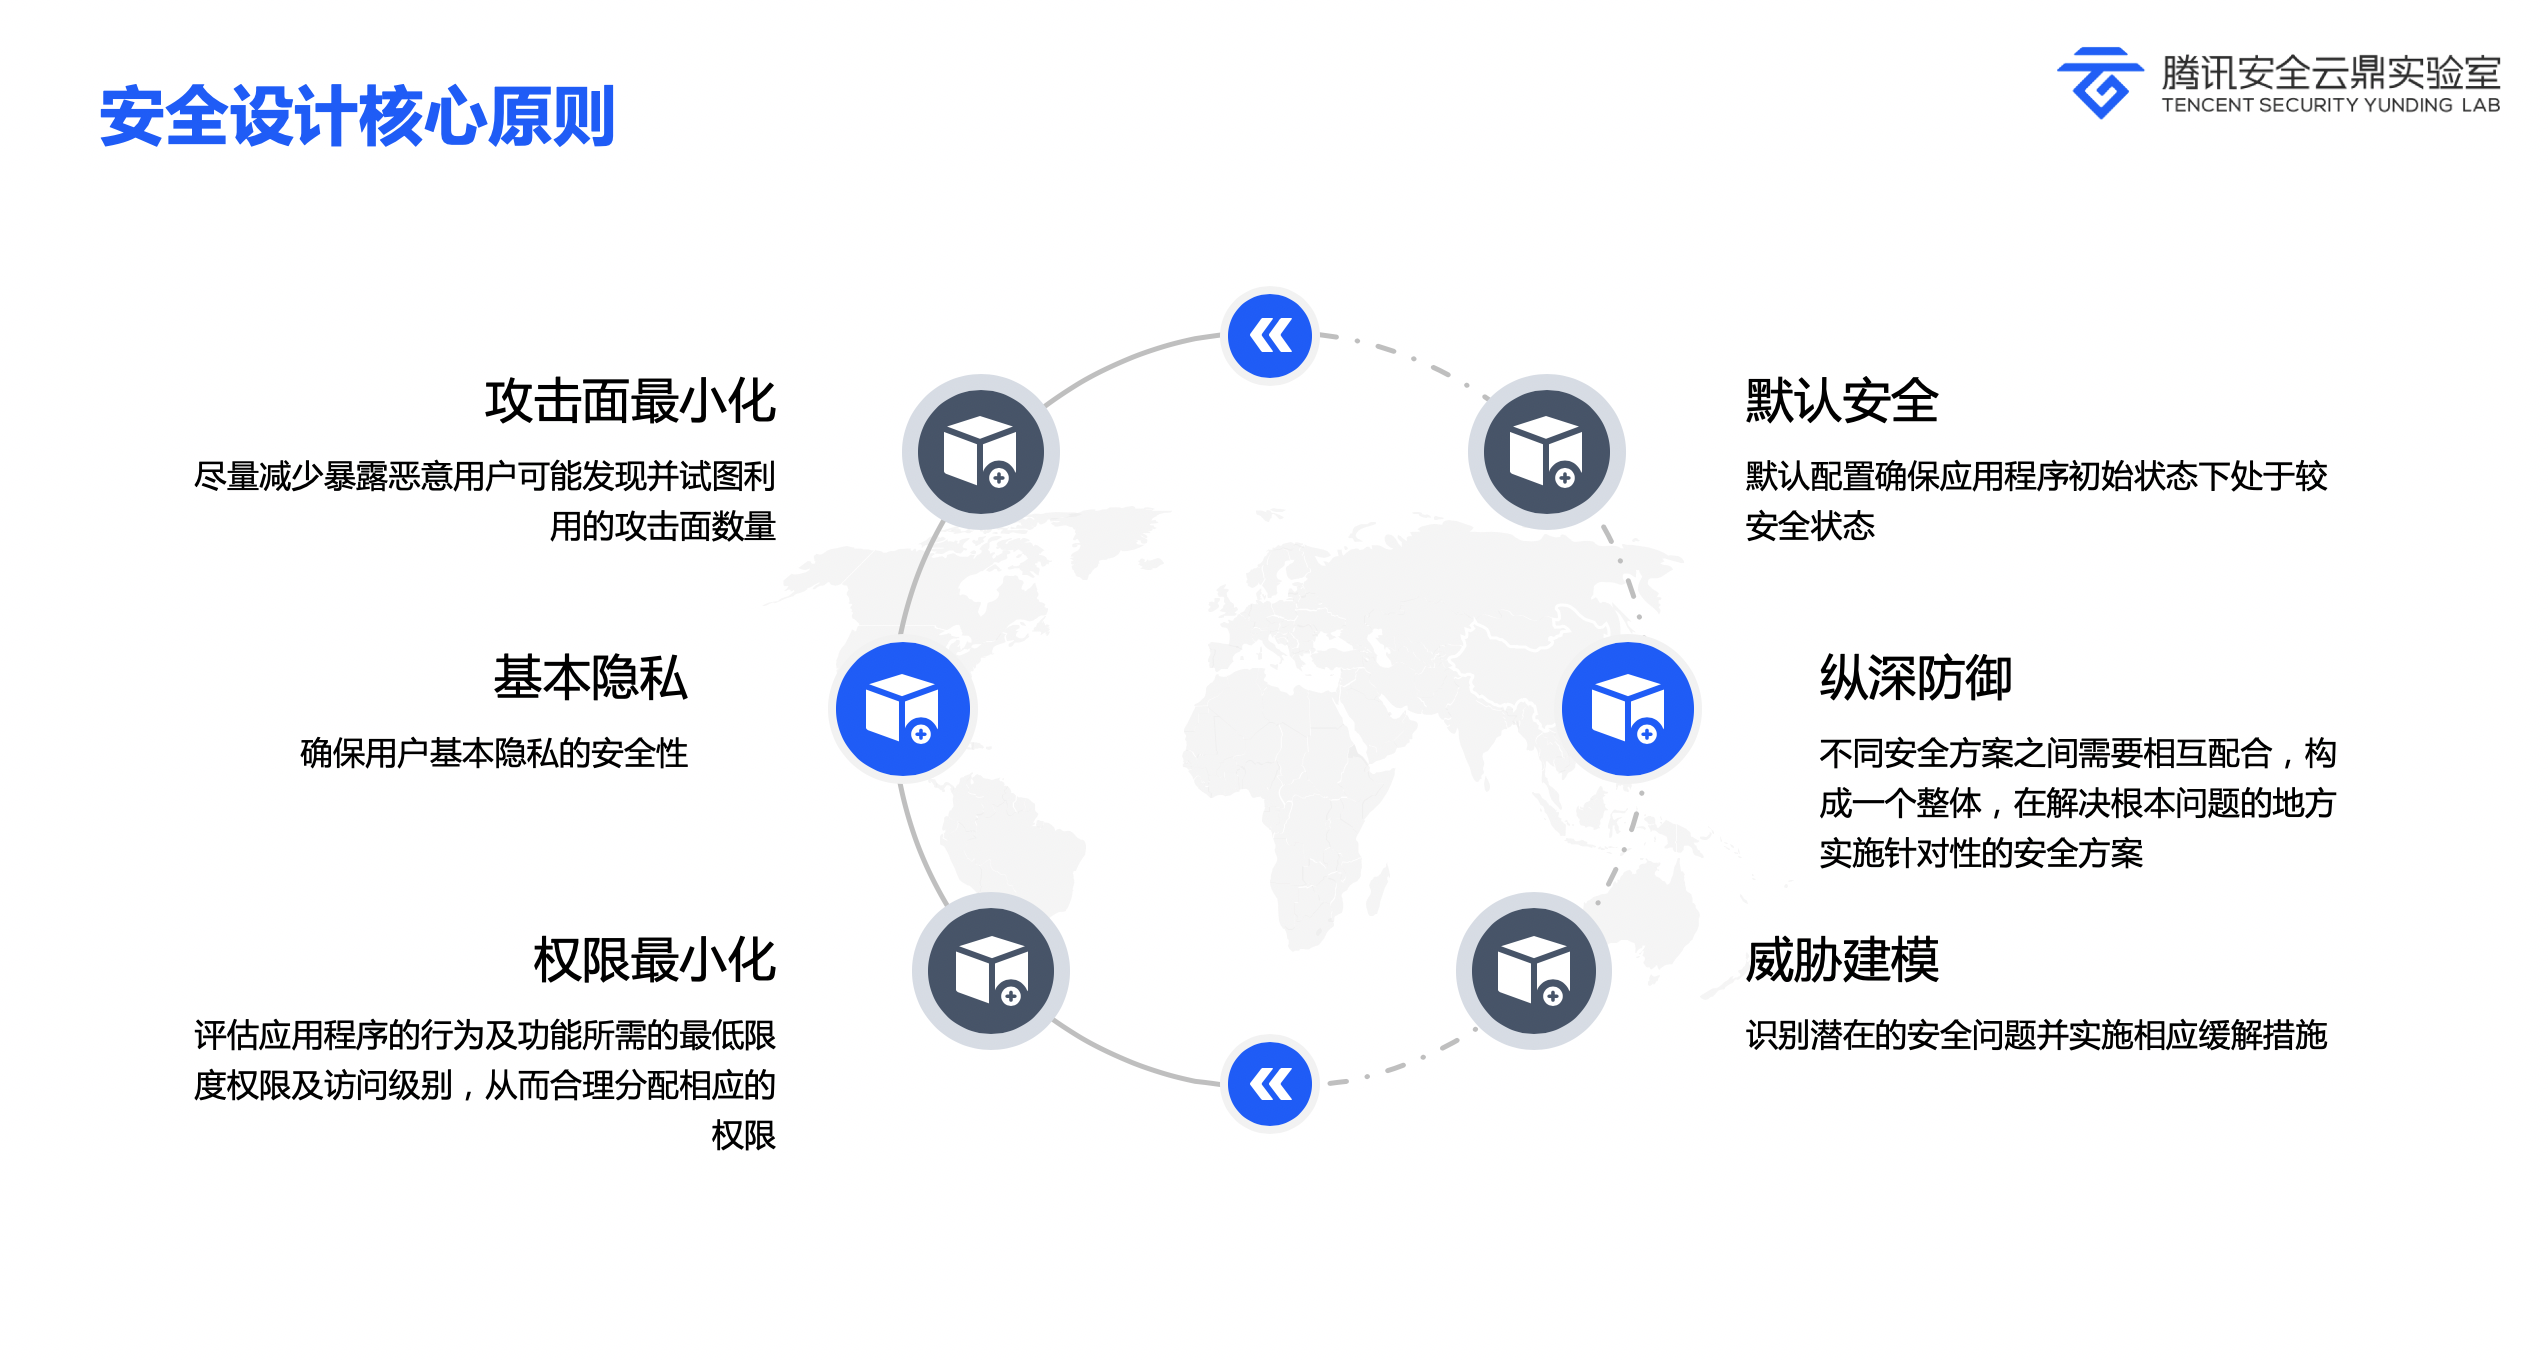 安全设计核心原则
腾讯安全云鼎实验室
TENCENT SECURITY YUNDING LAB
攻击面最小化
尽量减少暴露恶意用户可能发现并试图利
用的攻击面数量
基本隐私
确保用户基本隐私的安全性
权限最小化
评估应用程序的行为及功能所需的最低限
度权限及访问级别，从而合理分配相应的
权限
默认安全
默认配置确保应用程序初始状态下处于较
安全状态
纵深防御
不同安全方案之间需要相互配合，构
成一个整体，在解决根本问题的地方
实施针对性的安全方案
威胁建模
识别潜在的安全问题并实施相应缓解措施